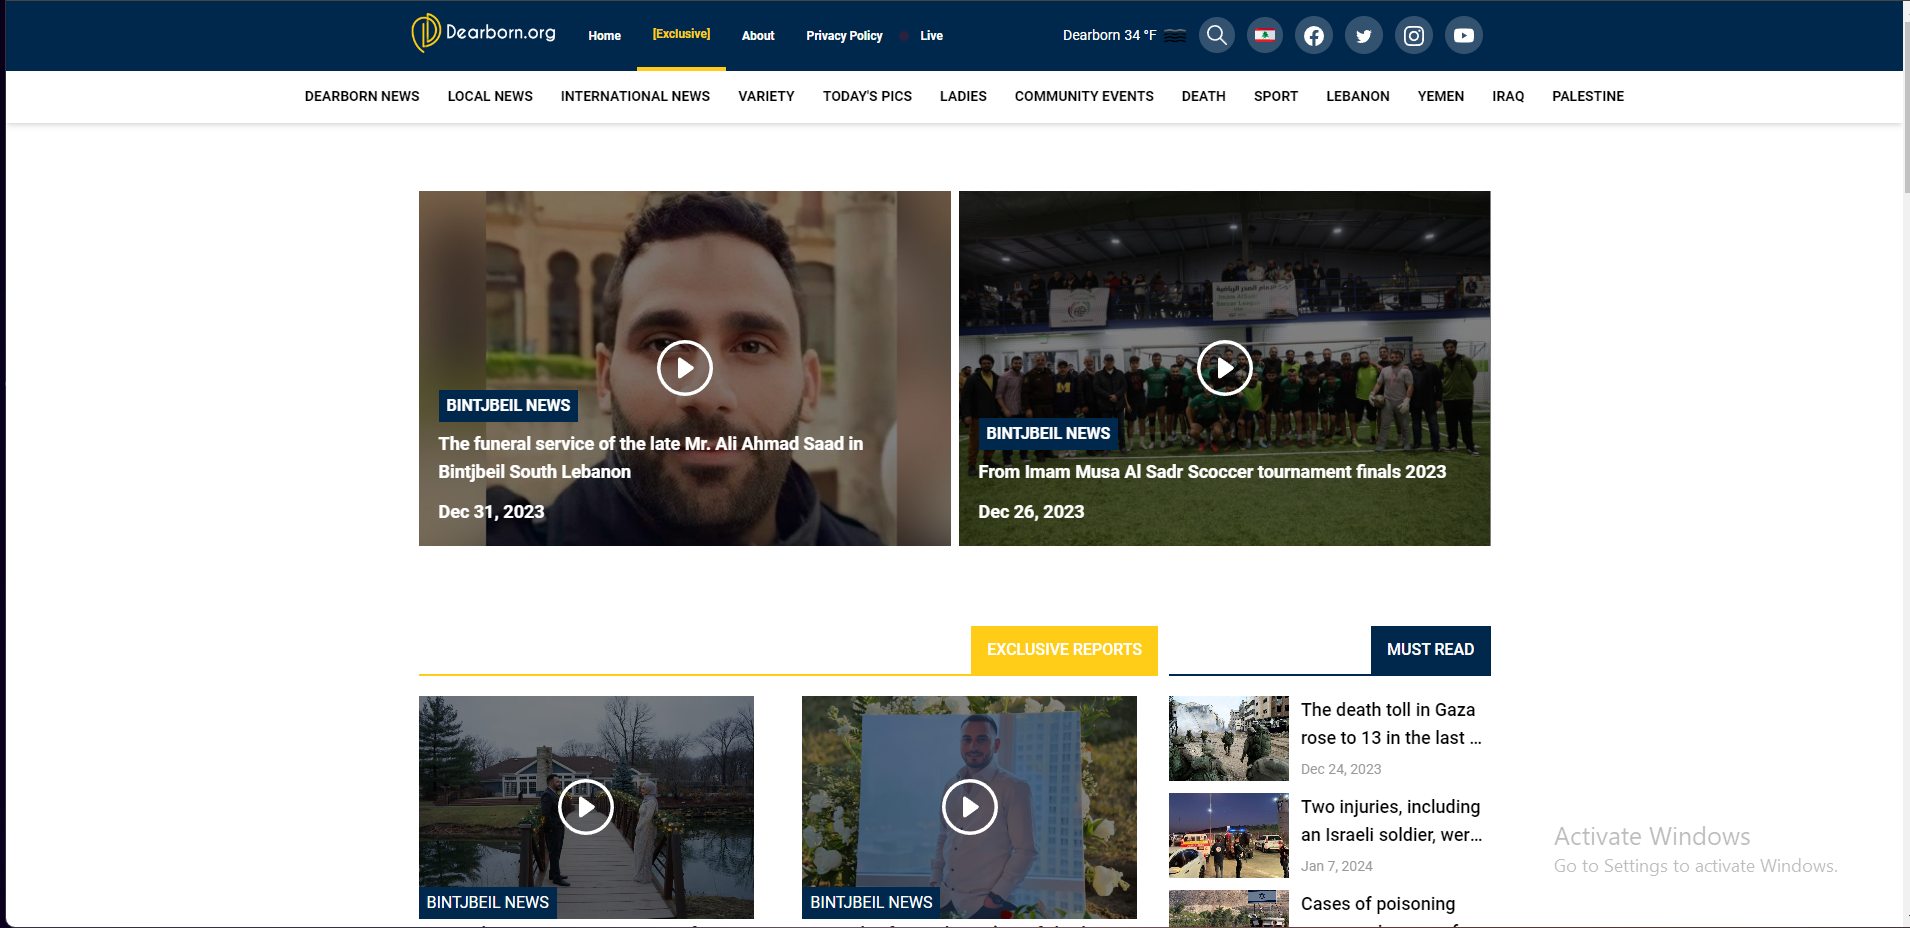 Dearborn.org
Home
[Exclusive]
About
Privacy Policy
Live
Dearborn 34 °F
DEARBORN NEWS
LOCAL NEWS
INTERNATIONAL NEWS
VARIETY
TODAY'S PICS
LADIES
COMMUNITY EVENTS
DEATH
SPORT
LEBANON
YEMEN
IRAQ
PALESTINE
BINTJBEIL NEWS
The funeral service of the late Mr. Ali Ahmad Saad in
Bintjbeil South Lebanon
Dec 31, 2023
BINTJBEIL NEWS
From Imam Musa Al Sadr Scoccer tournament finals 2023
Dec 26, 2023
EXCLUSIVE REPORTS
MUST READ
BINTJBEIL NEWS
BINTJBEIL NEWS
The death toll in Gaza
rose to 13 in the last ...
Dec 24, 2023
Two injuries, including
an Israeli soldier, wer...
Jan 7, 2024
Cases of poisoning
Activate Windows
Go to Settings to activate Windows.